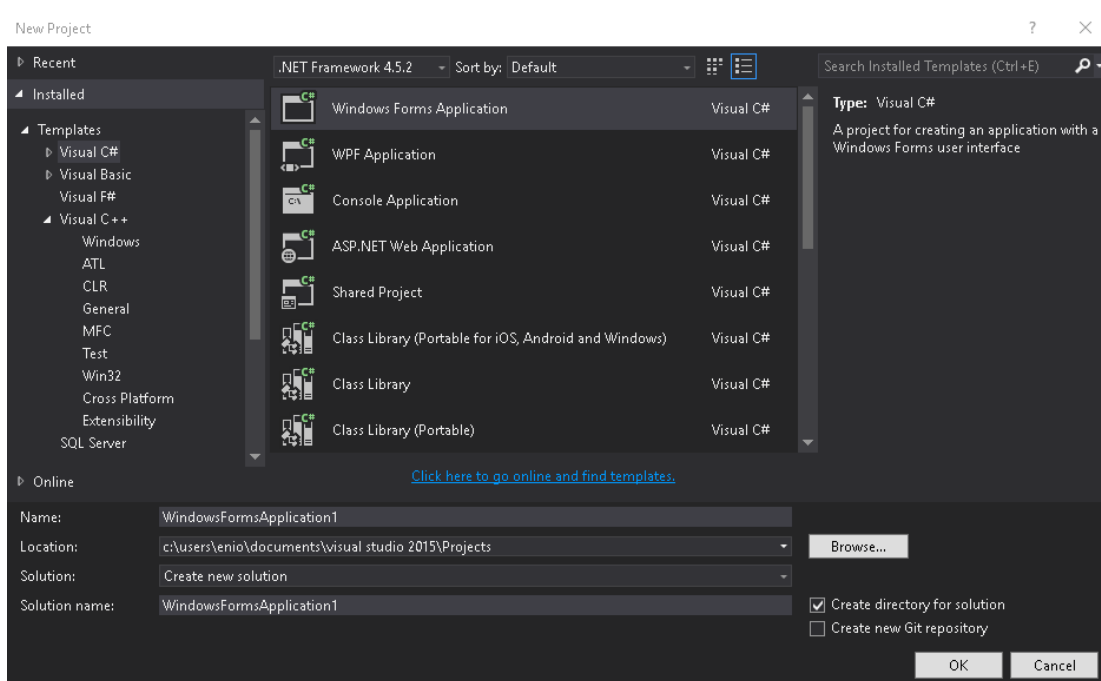 New Project
?
Recent
.NET Framework 4.5.2
Sort by: Default
Search Installed Templates (Ctrl+E)
Installed
Templates
Visual C#
Visual Basic
Visual F#
Visual C++
Windows
ATL
CLR
General
MFC
Test
Win32
Cross Platform
Extensibility
SQL Server
Online
C# Windows Forms Application Visual C#
C# WPF Application Visual C#
C# C:\ Console Application Visual C#
C# ASP.NET Web Application Visual C#
C# Shared Project Visual C#
C# Class Library (Portable for iOS, Android and Windows) Visual C#
C# Class Library Visual C#
C# Class Library (Portable) Visual C#
Click here to go online and find templates.
Type: Visual C#
A project for creating an application with a
Windows Forms user interface
Name: WindowsFormsApplication1
Location: c:\users\enio\documents\visual studio 2015\Projects
Browse...
Solution: Create new solution
Solution name: WindowsFormsApplication1
Create directory for solution
Create new Git repository
OK Cancel